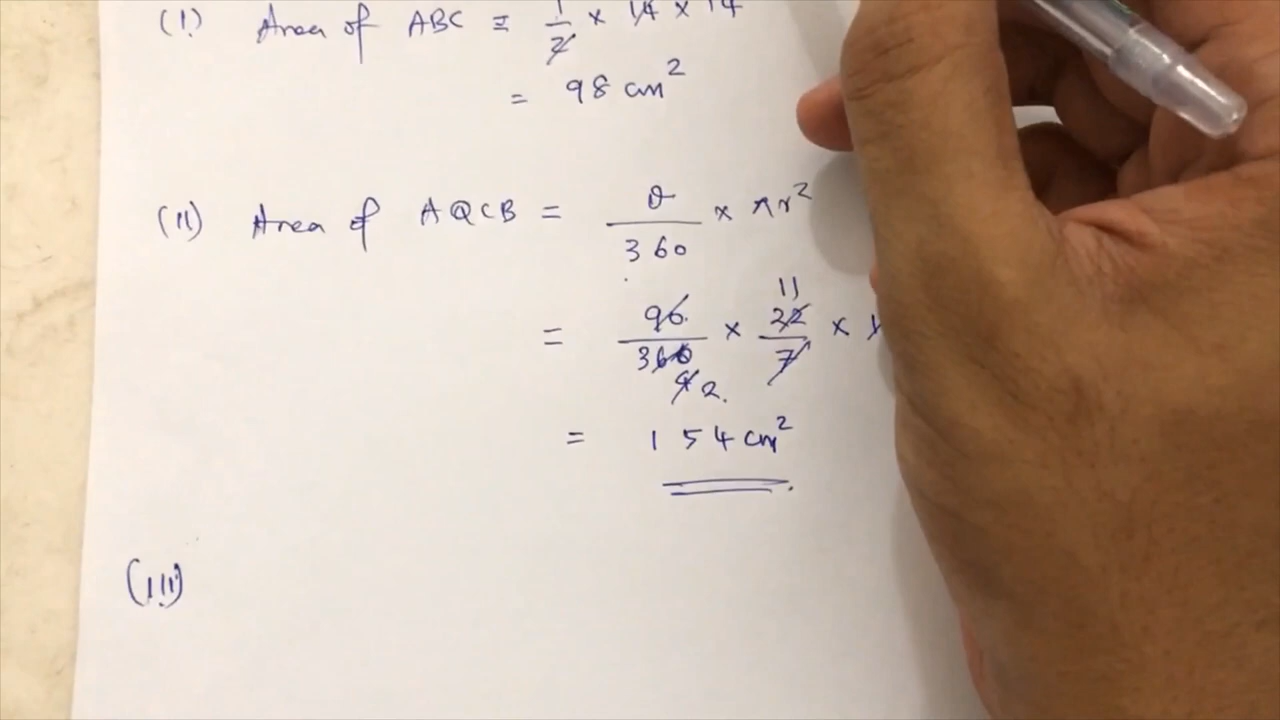 (I) Area of ABC = 1/2 × 14 × 14
= 98 cm²
(II) Area of AQCB = θ/360 × πr²
= 90/360 × 22/7 ×
11
4 2
= 154 cm²
(III)